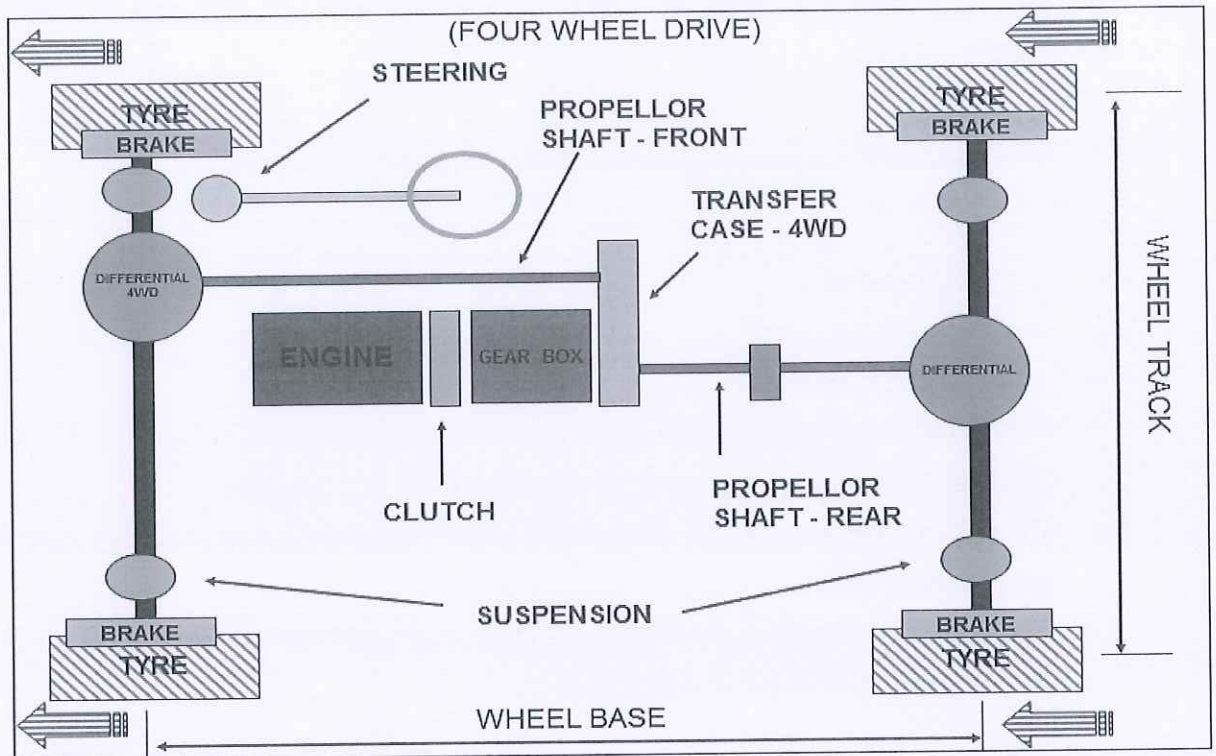 (FOUR WHEEL DRIVE)
STEERING
TYRE
BRAKE
PROPELLOR
SHAFT - FRONT
TYRE
BRAKE
TRANSFER
CASE - 4WD
DIFFERENTIAL
4WD
ENGINE
GEAR BOX
DIFFERENTIAL
WHEEL TRACK
CLUTCH
PROPELLOR
SHAFT - REAR
SUSPENSION
BRAKE
TYRE
BRAKE
TYRE
WHEEL BASE